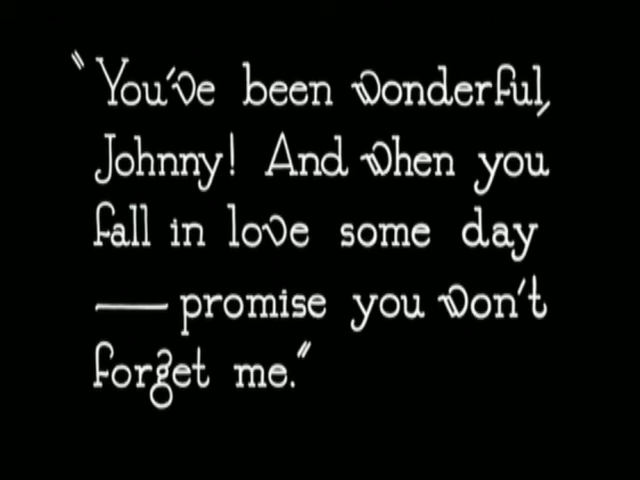 "You've been wonderful,
Johnny! And when you
fall in love some day
—promise you won't
forget me."